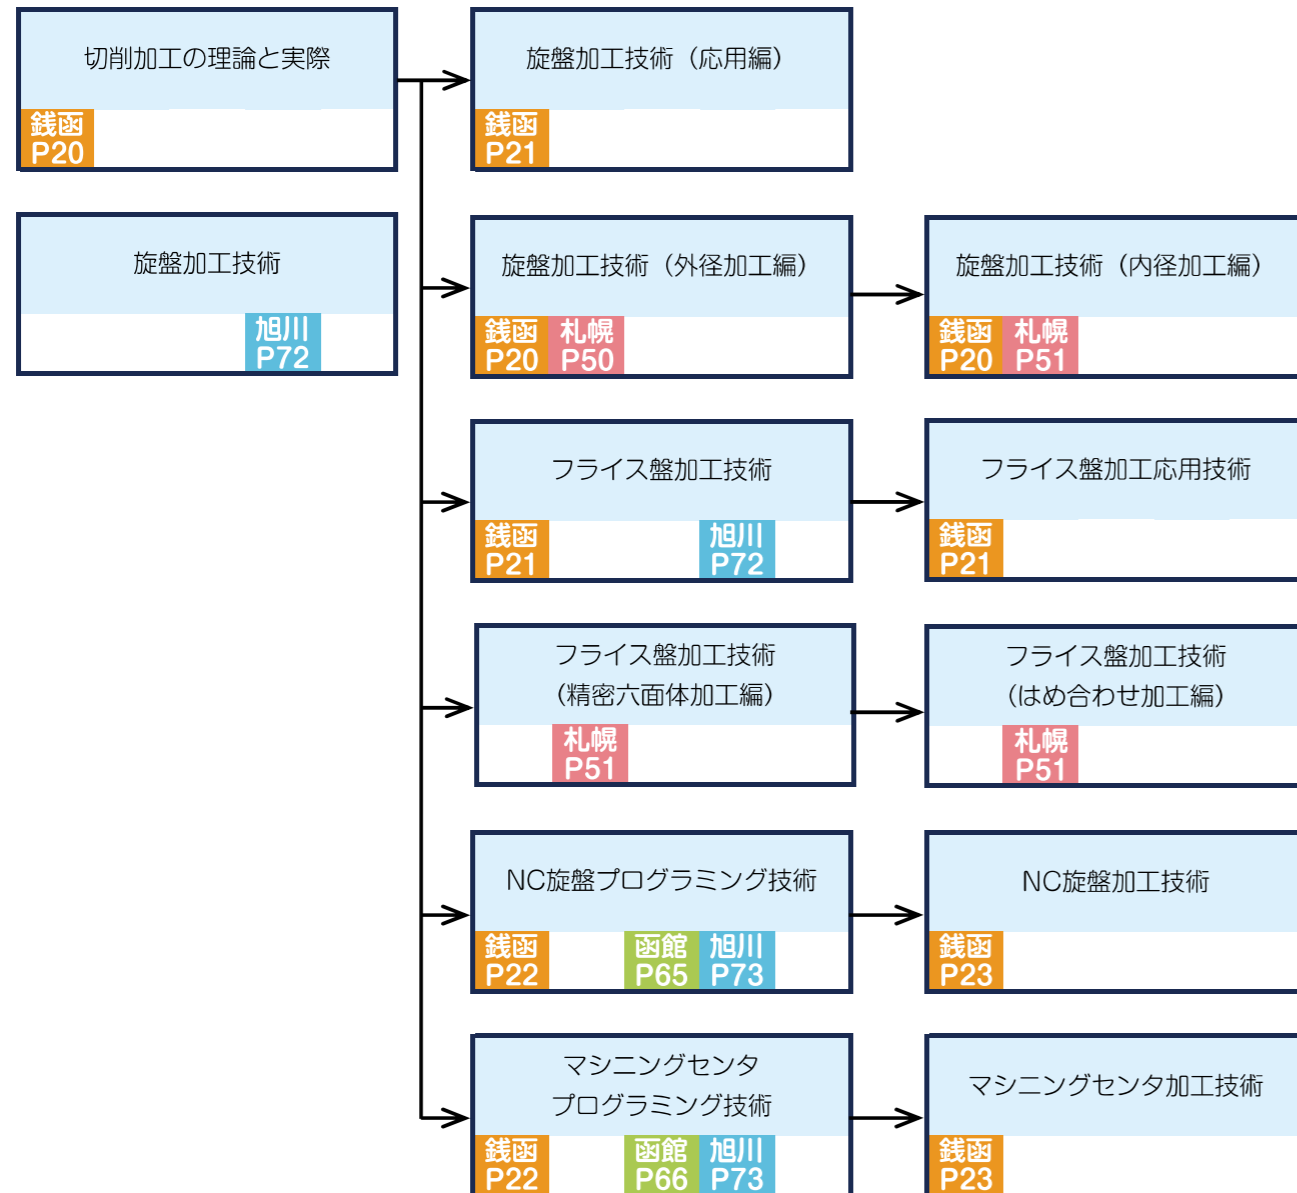 切削加工の理論と実際
銭函
P20
旋盤加工技術（応用編）
銭函
P21
旋盤加工技術
旭川
P72
旋盤加工技術（外径加工編）
銭函 札幌
P20 P50
旋盤加工技術（内径加工編）
銭函 札幌
P20 P51
フライス盤加工技術
銭函 旭川
P21 P72
フライス盤加工応用技術
銭函
P21
フライス盤加工技術
（精密六面体加工編）
札幌
P51
フライス盤加工技術
（はめ合わせ加工編）
札幌
P51
NC旋盤プログラミング技術
銭函 函館 旭川
P22 P65 P73
NC旋盤加工技術
銭函
P23
マシニングセンタ
プログラミング技術
銭函 函館 旭川
P22 P66 P73
マシニングセンタ加工技術
銭函
P23